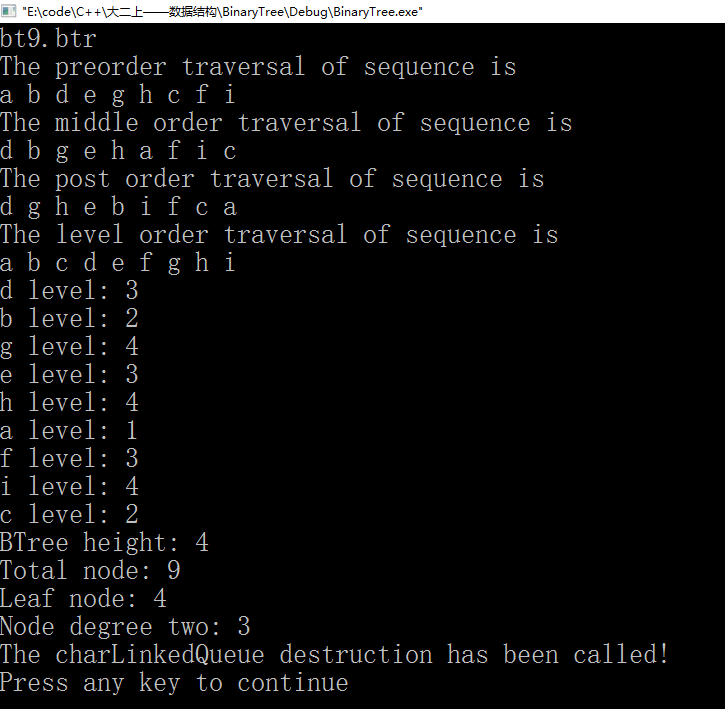 "E:\code\C++\大二上——数据结构\BinaryTree\Debug\BinaryTree.exe"
bt9.btr
The preorder traversal of sequence is
a b d e g h c f i
The middle order traversal of sequence is
d b g e h a f i c
The post order traversal of sequence is
d g h e b i f c a
The level order traversal of sequence is
a b c d e f g h i
d level: 3
b level: 2
g level: 4
e level: 3
h level: 4
a level: 1
f level: 3
i level: 4
c level: 2
BTree height: 4
Total node: 9
Leaf node: 4
Node degree two: 3
The charLinkedQueue destruction has been called!
Press any key to continue